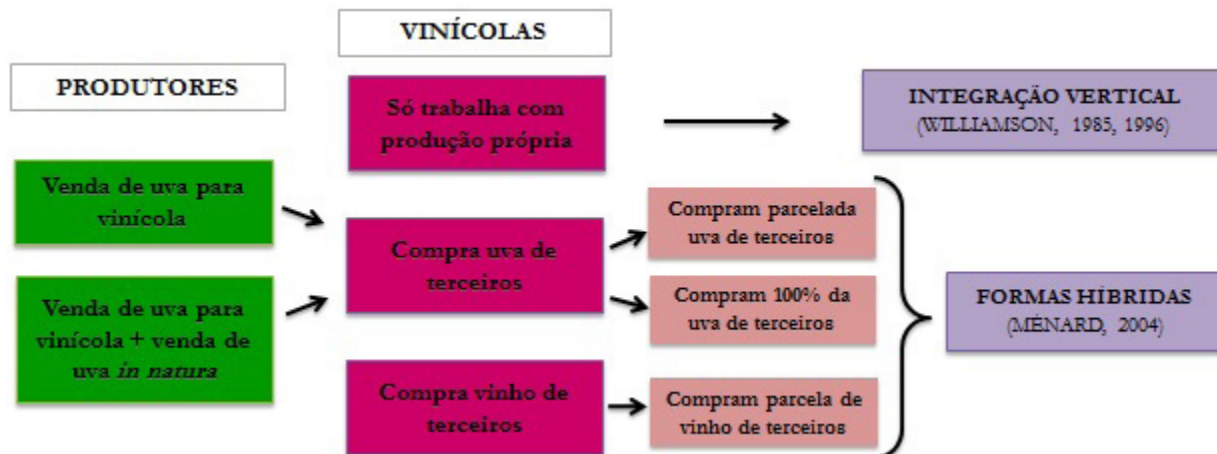 PRODUTORES
Venda de uva para
vinícola
Venda de uva para
vinícola + venda de
uva in natura
VINÍCOLAS
Só trabalha com
produção própria
Compra uva de
terceiros
Compra vinho de
terceiros
Compram parcelada
uva de terceiros
Compram 100% da
uva de terceiros
Compram parcela de
vinho de terceiros
INTEGRAÇÃO VERTICAL
(WILLIAMSON, 1985, 1996)
FORMAS HÍBRIDAS
(MÉNARD, 2004)